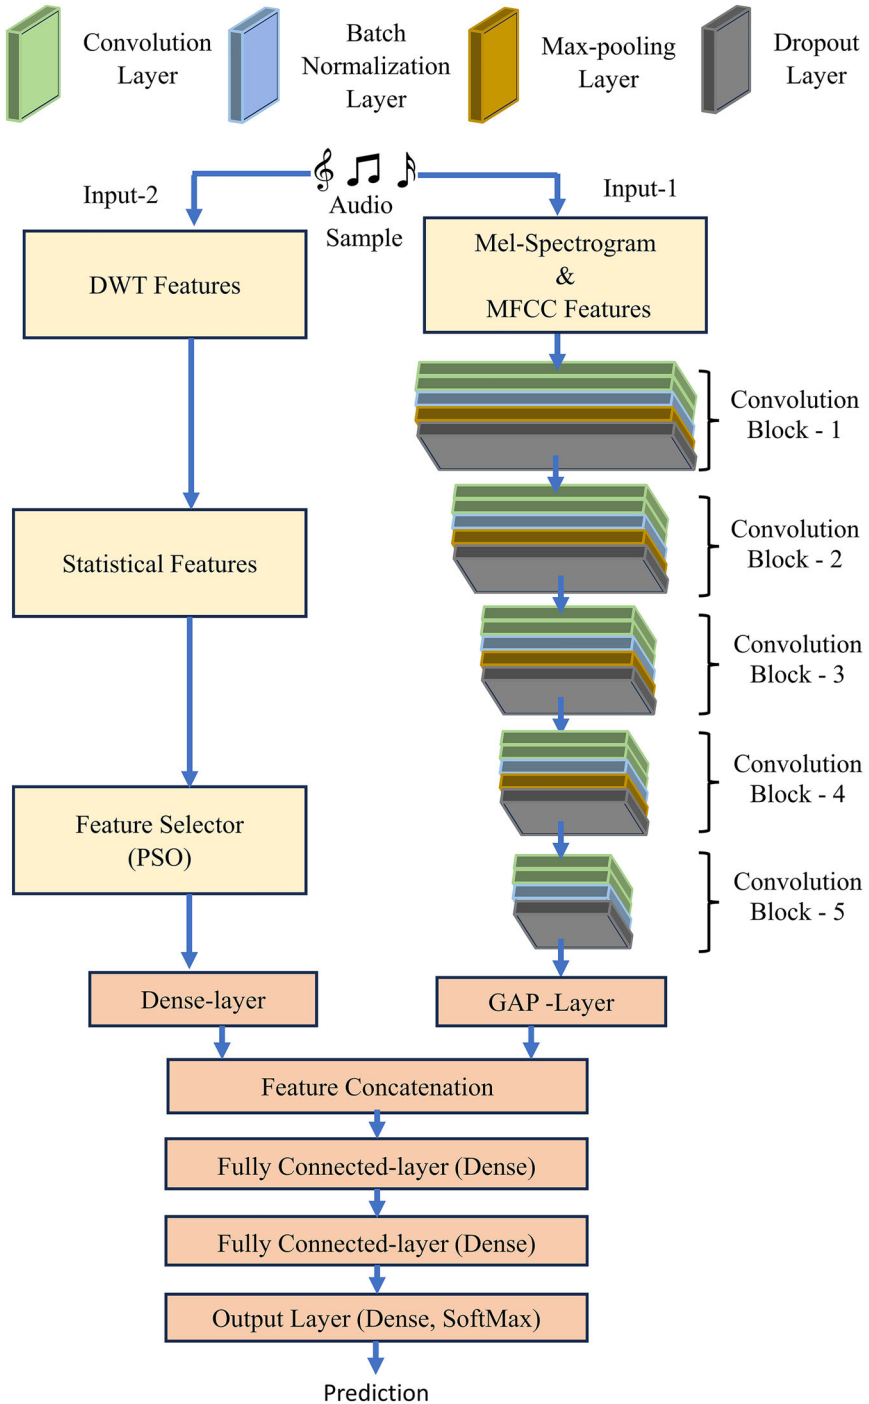 Convolution
Layer
Batch
Normalization
Layer
Max-pooling
Layer
Dropout
Layer
Input-2
Audio
Sample
Input-1
DWT Features
Mel-Spectrogram
&
MFCC Features
Convolution
Block - 1
Convolution
Block - 2
Statistical Features
Convolution
Block - 3
Convolution
Block - 4
Feature Selector
(PSO)
Convolution
Block - 5
Dense-layer
GAP -Layer
Feature Concatenation
Fully Connected-layer (Dense)
Fully Connected-layer (Dense)
Output Layer (Dense, SoftMax)
Prediction